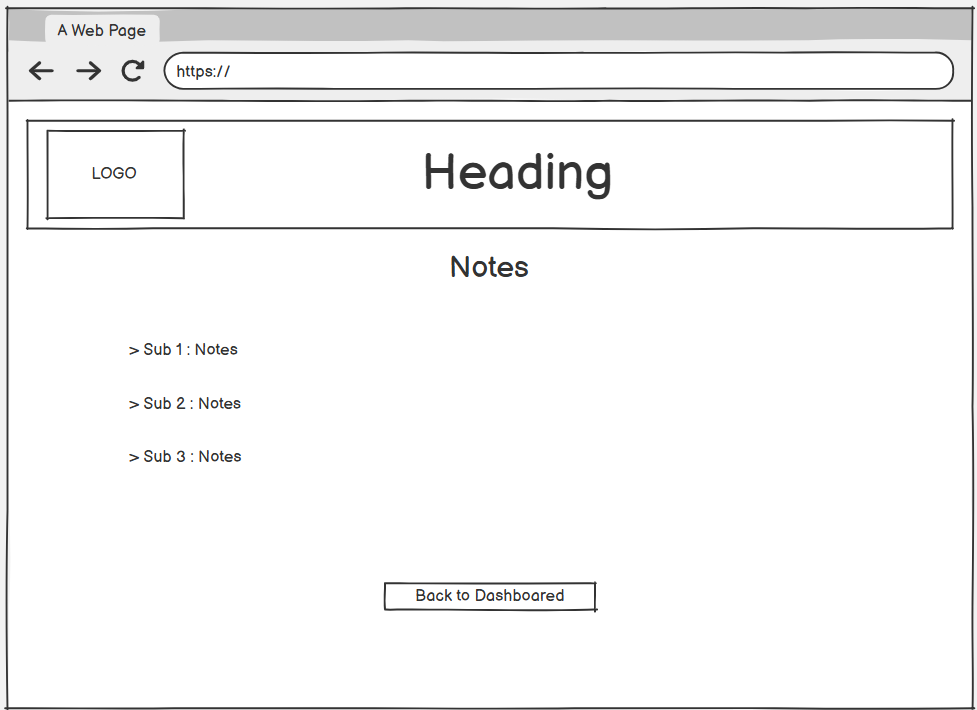 A Web Page
https://
LOGO
Heading
Notes
> Sub 1 : Notes
> Sub 2 : Notes
> Sub 3 : Notes
Back to Dashboared